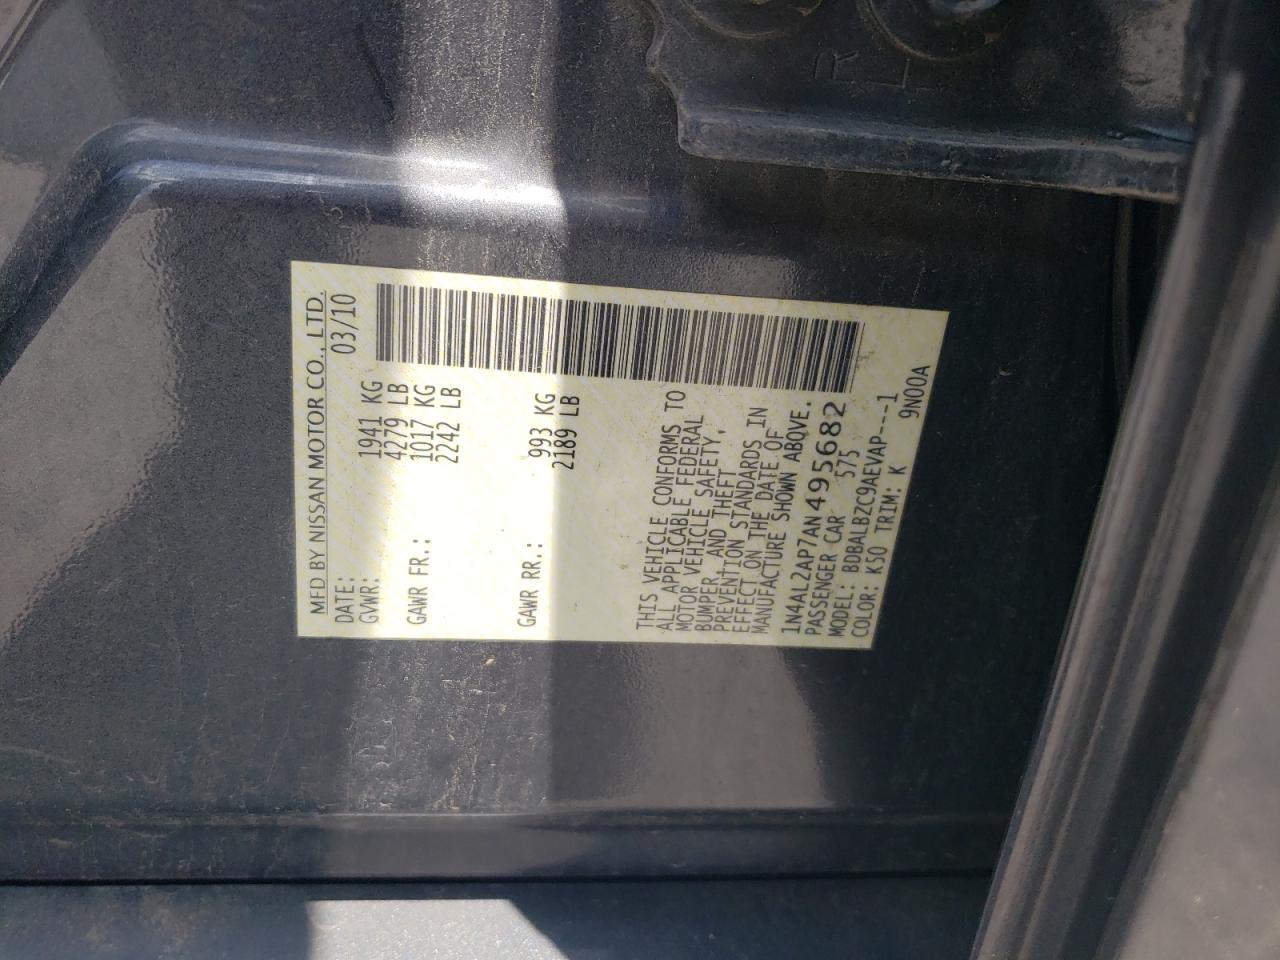 MFD BY NISSAN MOTOR CO., LTD.
DATE: 03/10
GVWR: 1941 KG
4279 LB
GAWR FR.: 1017 KG
2242 LB
GAWR RR.: 993 KG
2189 LB
THIS VEHICLE CONFORMS TO
ALL APPLICABLE FEDERAL
MOTOR VEHICLE SAFETY,
BUMPER AND THEFT
PREVENTION STANDARDS IN
EFFECT ON THE DATE OF
MANUFACTURE SHOWN ABOVE.
1N4AL2AP7AN495682
PASSENGER CAR 575
MODEL: BDBALBZC9AEVAP---1
COLOR: K50 TRIM: K 9N00A
R